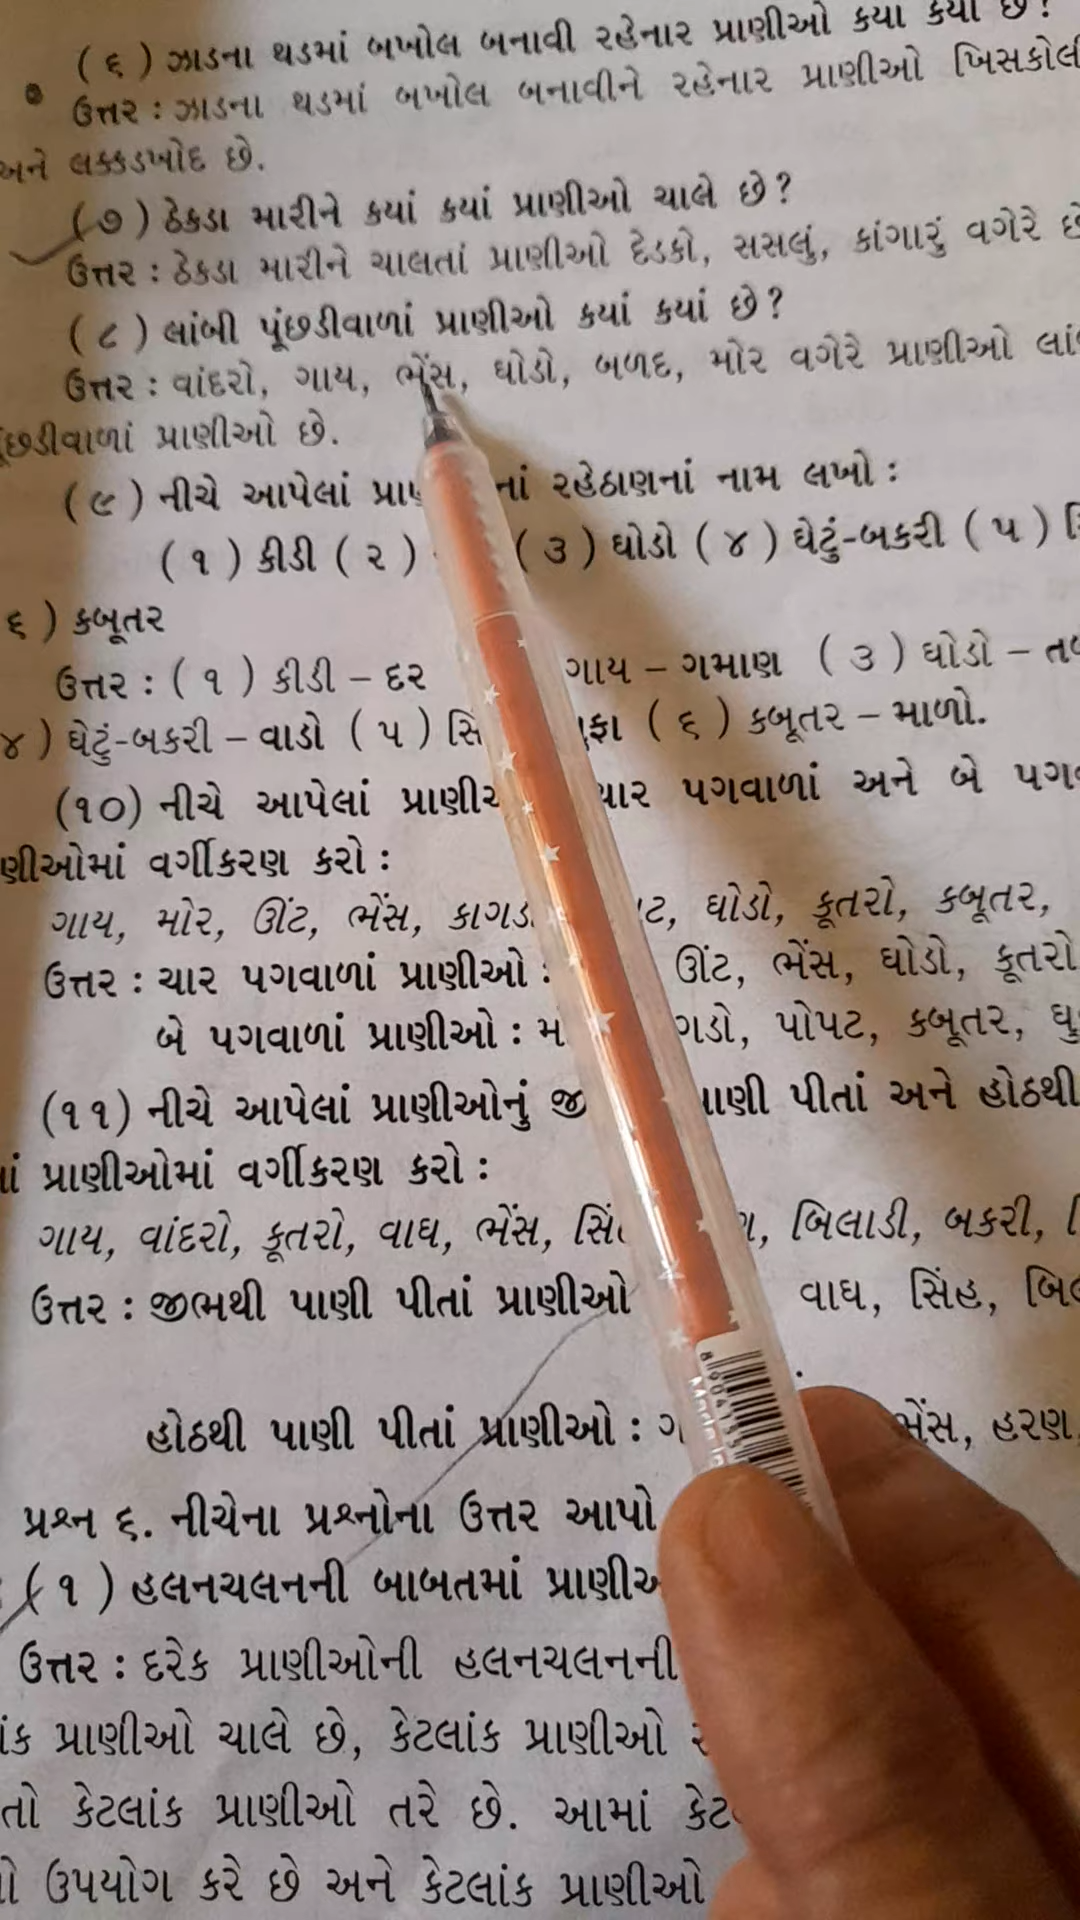 (૬) ઝાડના થડમાં બખોલ બનાવી રહેનાર પ્રાણીઓ કયા કયા છે?
ઉત્તર : ઝાડના થડમાં બખોલ બનાવીને રહેનાર પ્રાણીઓ ખિસકોલી
અને લક્કડખોદ છે.
(૭) ઠેકડા મારીને કયાં કયાં પ્રાણીઓ ચાલે છે?
ઉત્તર : ઠેકડા મારીને ચાલતાં પ્રાણીઓ દેડકો, સસલું, કાંગારું વગેરે છે
(૮) લાંબી પૂંછડીવાળાં પ્રાણીઓ કયાં કયાં છે?
ઉત્તર : વાંદરો, ગાય, ભેંસ, ઘોડો, બળદ, મોર વગેરે પ્રાણીઓ
પૂંછડીવાળાં પ્રાણીઓ છે.
(૯) નીચે આપેલાં રહેઠાણનાં નામ લખો :
(૧) કીડી (૨) (૩) ઘોડો (૪) ઘેટું-બકરી (૫)
૬) કબૂતર
ઉત્તર : (૧) કીડી – દર ગાય – ગમાણ (૩) ઘોડો –
૪) ઘેટું-બકરી – વાડો (૫) (૬) કબૂતર – માળો.
(૧૦) નીચે આપેલાં પગવાળાં અને બે
વર્ગીકરણ કરો :
ગાય, મોર, ઊંટ, ભેંસ, ઘોડો, કૂતરો, કબૂતર,
ઉત્તર : ચાર પગવાળાં પ્રાણીઓ : ઊંટ, ભેંસ, ઘોડો, કૂતરો
બે પગવાળાં પ્રાણીઓ : પોપટ, કબૂતર,
(૧૧) નીચે આપેલાં પ્રાણીઓનું પાણી પીતાં અને હોઠથી
પ્રાણીઓમાં વર્ગીકરણ કરો :
ગાય, વાંદરો, કૂતરો, વાઘ, ભેંસ, બિલાડી, બકરી,
ઉત્તર : જીભથી પાણી પીતાં પ્રાણીઓ વાઘ, સિંહ,
હોઠથી પાણી પીતાં પ્રાણીઓ : ભેંસ, હરણ,
પ્રશ્ન ૬. નીચેના પ્રશ્નોના ઉત્તર આપો
(૧) હલનચલનની બાબતમાં
ઉત્તર : દરેક પ્રાણીઓની હલનચલનની
પ્રાણીઓ ચાલે છે, કેટલાંક પ્રાણીઓ
તો કેટલાંક પ્રાણીઓ તરે છે. આમાં
ઉપયોગ કરે છે અને કેટલાંક પ્રાણીઓ